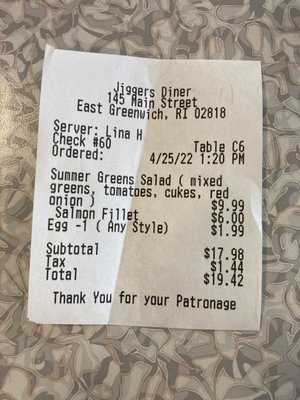 Jiggers Diner
145 Main Street
East Greenwich, RI 02818
Server: Lina H
Check #60 Table C6
Ordered: 4/25/22 1:20 PM
Summer Greens Salad ( mixed
greens, tomatoes, cukes, red
onion ) $9.99
Salmon Fillet $6.00
Egg -1 ( Any Style) $1.99
Subtotal $17.98
Tax $1.44
Total $19.42
Thank You for your Patronage